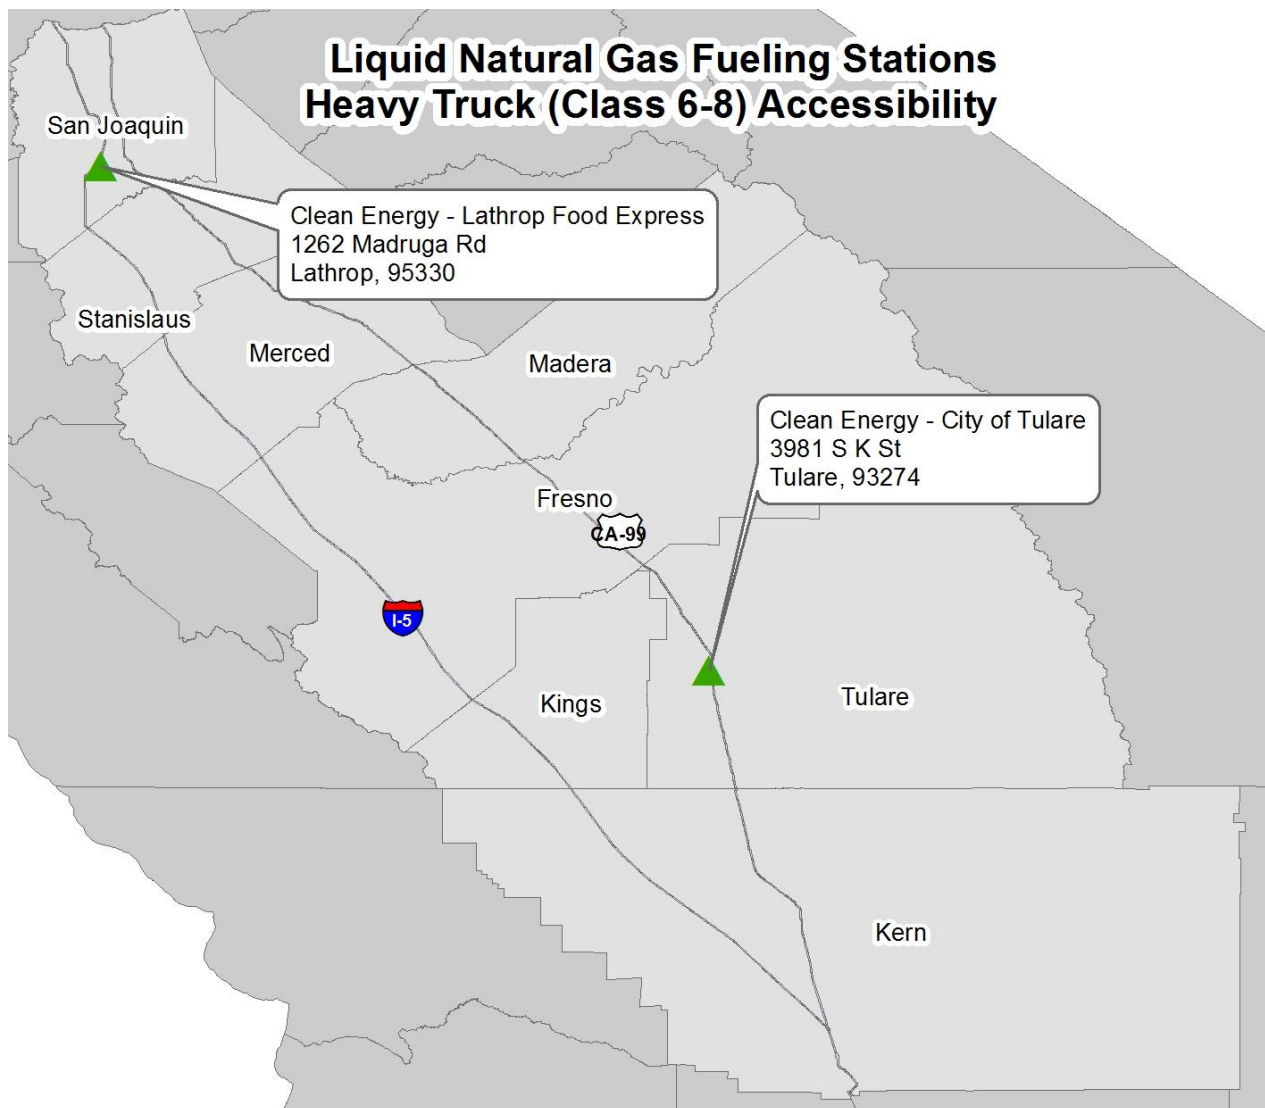 Liquid Natural Gas Fueling Stations
Heavy Truck (Class 6-8) Accessibility
San Joaquin
Clean Energy - Lathrop Food Express
1262 Madruga Rd
Lathrop, 95330
Stanislaus
Merced
Madera
Clean Energy - City of Tulare
3981 S K St
Tulare, 93274
Fresno
CA-99
I-5
Kings
Tulare
Kern